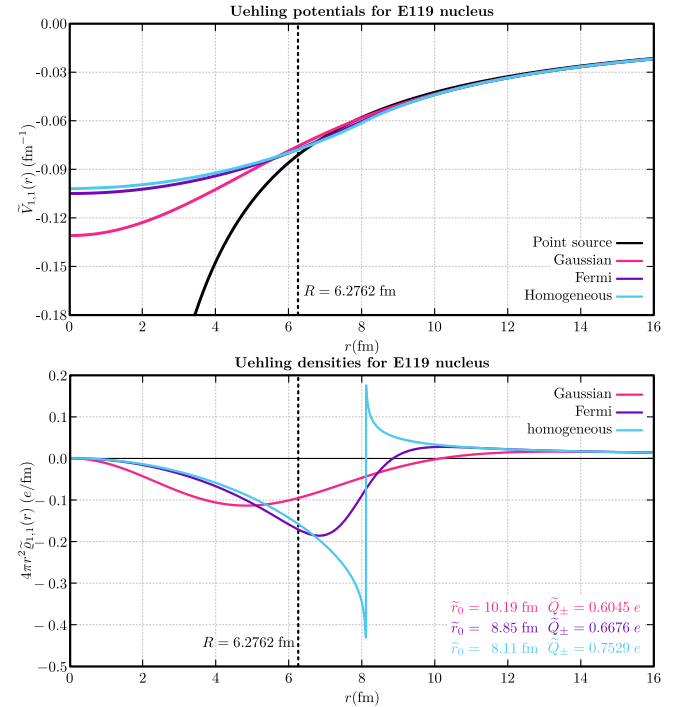 Uehling potentials for E119 nucleus
0.00
-0.03
-0.06
-0.09
-0.12
-0.15
-0.18
Ṽ₁,₁(r) (fm⁻¹)
Point source
Gaussian
Fermi
Homogeneous
R = 6.2762 fm
0 2 4 6 8 10 12 14 16
r(fm)
Uehling densities for E119 nucleus
0.2
0.1
0.0
−0.1
−0.2
−0.3
−0.4
−0.5
4πr²ϱ̃₁,₁(r) (e/fm)
Gaussian
Fermi
homogeneous
r̃₀ = 10.19 fm Q̃± = 0.6045 e
r̃₀ = 8.85 fm Q̃± = 0.6676 e
r̃₀ = 8.11 fm Q̃± = 0.7529 e
R = 6.2762 fm
0 2 4 6 8 10 12 14 16
r(fm)